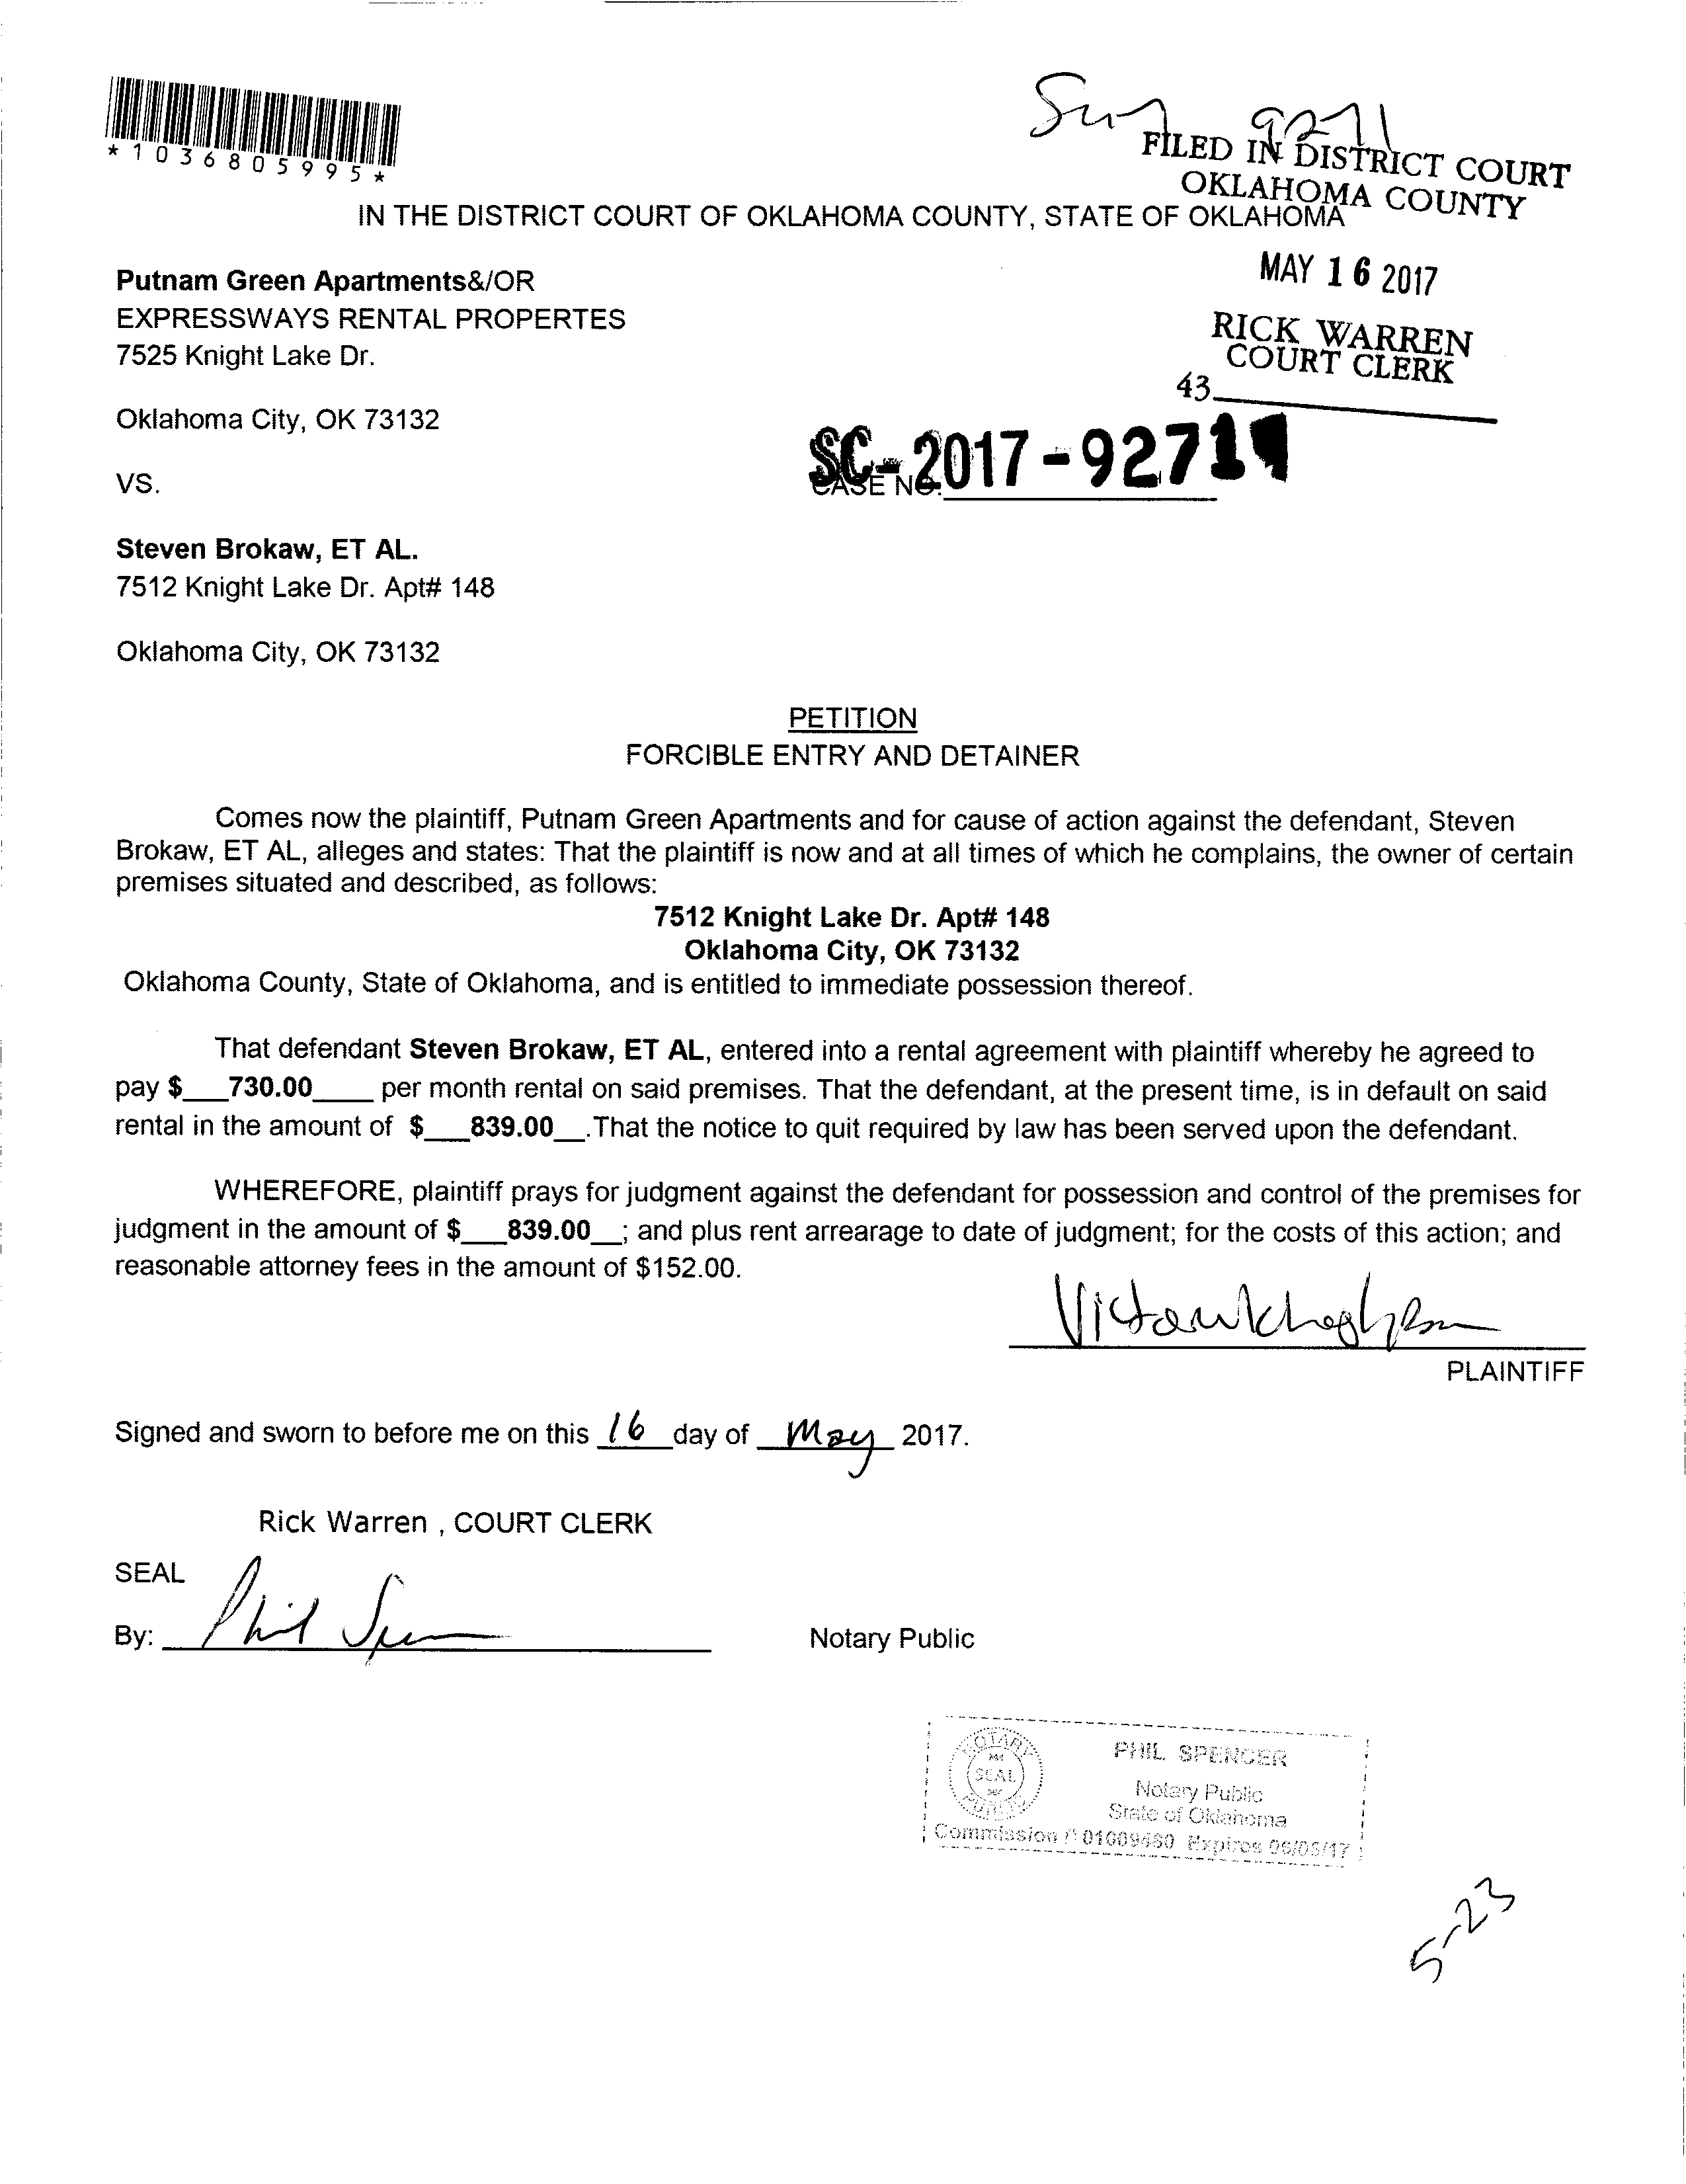 *1036805995*
9271
FILED IN DISTRICT COURT
OKLAHOMA COUNTY
IN THE DISTRICT COURT OF OKLAHOMA COUNTY, STATE OF OKLAHOMA
MAY 16 2017
RICK WARREN
COURT CLERK
43
Putnam Green Apartments&/OR
EXPRESSWAYS RENTAL PROPERTES
7525 Knight Lake Dr.
Oklahoma City, OK 73132
SC-2017-9271
CASE NO.
VS.
Steven Brokaw, ET AL.
7512 Knight Lake Dr. Apt# 148
Oklahoma City, OK 73132
PETITION
FORCIBLE ENTRY AND DETAINER
Comes now the plaintiff, Putnam Green Apartments and for cause of action against the defendant, Steven
Brokaw, ET AL, alleges and states: That the plaintiff is now and at all times of which he complains, the owner of certain
premises situated and described, as follows:
7512 Knight Lake Dr. Apt# 148
Oklahoma City, OK 73132
Oklahoma County, State of Oklahoma, and is entitled to immediate possession thereof.
That defendant Steven Brokaw, ET AL, entered into a rental agreement with plaintiff whereby he agreed to
pay $___730.00____ per month rental on said premises. That the defendant, at the present time, is in default on said
rental in the amount of $___839.00__.That the notice to quit required by law has been served upon the defendant.
WHEREFORE, plaintiff prays for judgment against the defendant for possession and control of the premises for
judgment in the amount of $___839.00__; and plus rent arrearage to date of judgment; for the costs of this action; and
reasonable attorney fees in the amount of $152.00.
PLAINTIFF
Signed and sworn to before me on this 16 day of May 2017.
Rick Warren , COURT CLERK
SEAL
By: Phil Spencer
Notary Public
NOTARY
SEAL
PUBLIC
PHIL SPENCER
Notary Public
State of Oklahoma
Commission # 01009480 Expires 06/05/17
5-23